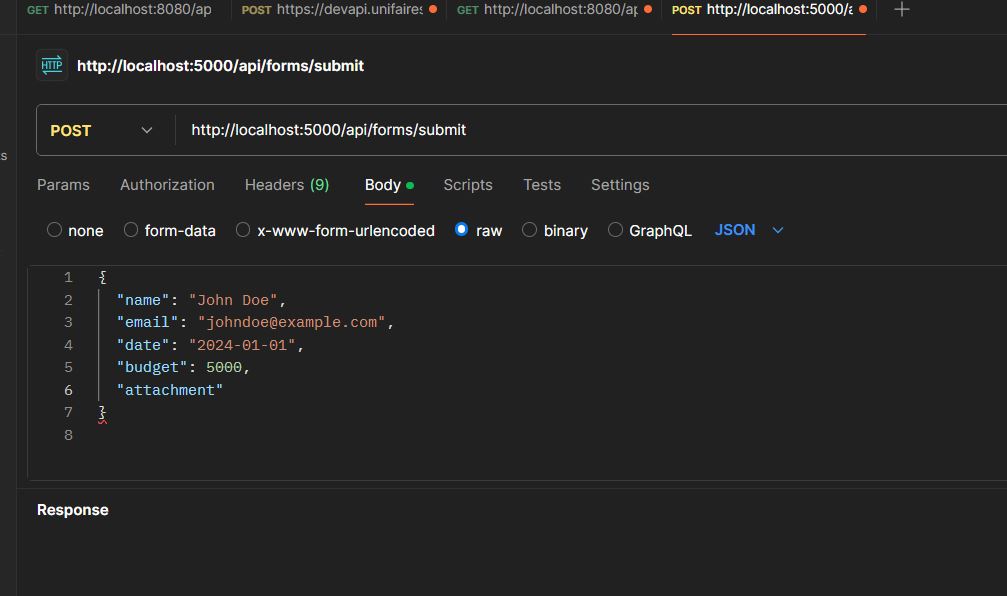 GET http://localhost:8080/ap POST https://devapi.unifaires GET http://localhost:8080/ap POST http://localhost:5000/a +
HTTP http://localhost:5000/api/forms/submit
POST http://localhost:5000/api/forms/submit
s
Params Authorization Headers (9) Body Scripts Tests Settings
none form-data x-www-form-urlencoded raw binary GraphQL JSON
1 {
2 "name": "John Doe",
3 "email": "johndoe@example.com",
4 "date": "2024-01-01",
5 "budget": 5000,
6 "attachment"
7 }
8
Response